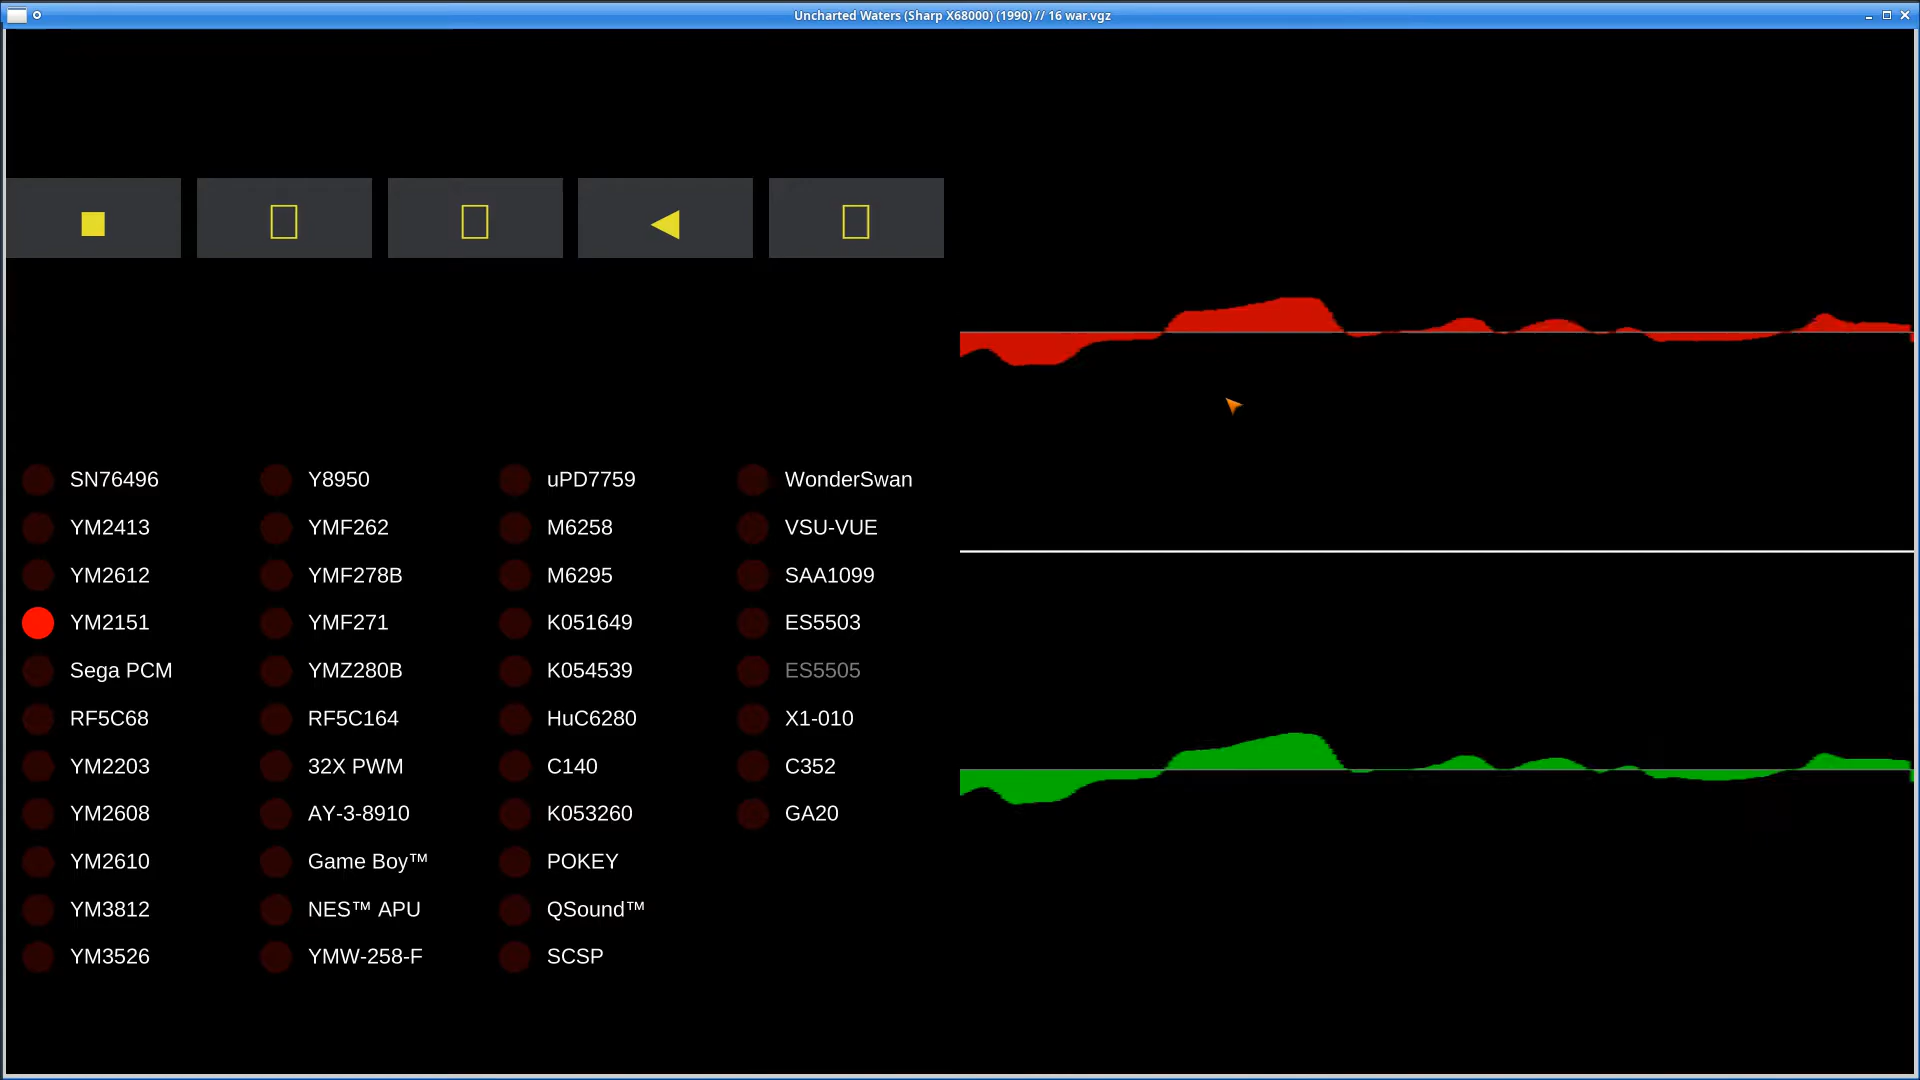 Uncharted Waters (Sharp X68000) (1990) // 16 war.vgz
SN76496
YM2413
YM2612
YM2151
Sega PCM
RF5C68
YM2203
YM2608
YM2610
YM3812
YM3526
Y8950
YMF262
YMF278B
YMF271
YMZ280B
RF5C164
32X PWM
AY-3-8910
Game Boy™
NES™ APU
YMW-258-F
uPD7759
M6258
M6295
K051649
K054539
HuC6280
C140
K053260
POKEY
QSound™
SCSP
WonderSwan
VSU-VUE
SAA1099
ES5503
ES5505
X1-010
C352
GA20